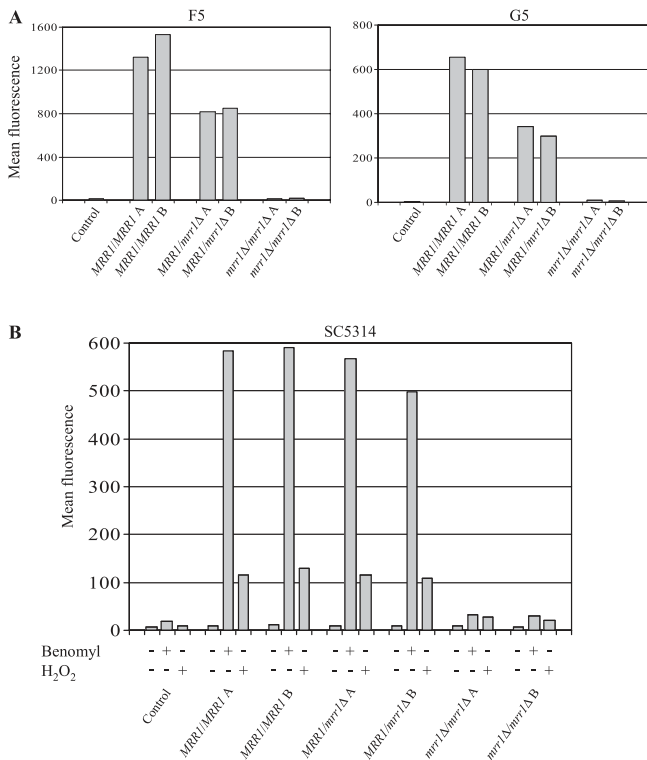 A
F5
G5
Mean fluorescence
1600
1200
800
400
0
800
600
400
200
0
Control
MRR1/MRR1 A
MRR1/MRR1 B
MRR1/mrr1Δ A
MRR1/mrr1Δ B
mrr1Δ/mrr1Δ A
mrr1Δ/mrr1Δ B
Control
MRR1/MRR1 A
MRR1/MRR1 B
MRR1/mrr1Δ A
MRR1/mrr1Δ B
mrr1Δ/mrr1Δ A
mrr1Δ/mrr1Δ B
B
SC5314
Mean fluorescence
600
500
400
300
200
100
0
Benomyl - + - - + - - + - - + - - + - - + - - + -
H₂O₂ - - + - - + - - + - - + - - + - - + - - +
Control
MRR1/MRR1 A
MRR1/MRR1 B
MRR1/mrr1Δ A
MRR1/mrr1Δ B
mrr1Δ/mrr1Δ A
mrr1Δ/mrr1Δ B